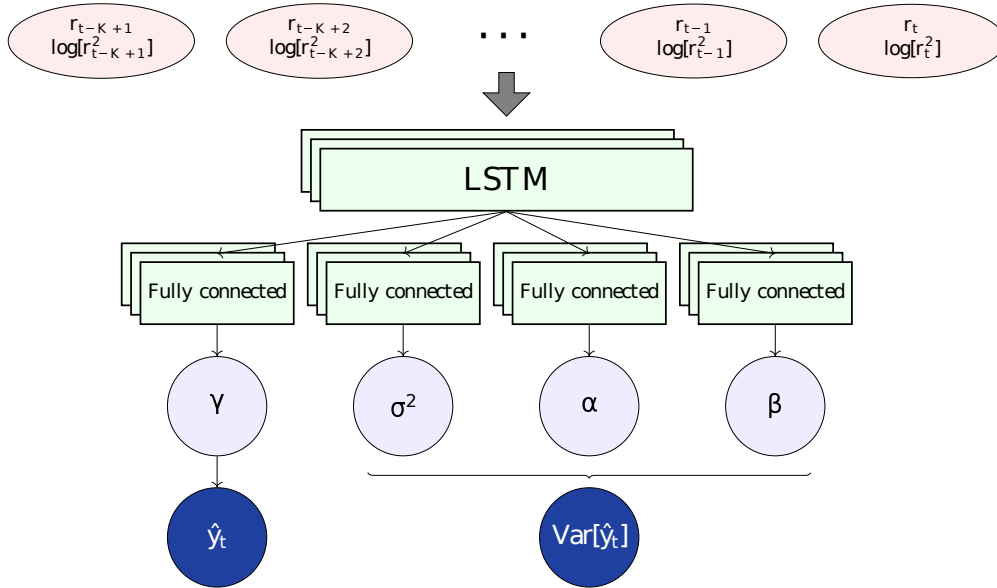 r_{t−K+1} r_{t−K+2} ... r_{t−1} r_t
log[r²_{t−K+1}] log[r²_{t−K+2}] log[r²_{t−1}] log[r²_t]
LSTM
Fully connected Fully connected Fully connected Fully connected
γ σ² α β
ŷ_t Var[ŷ_t]